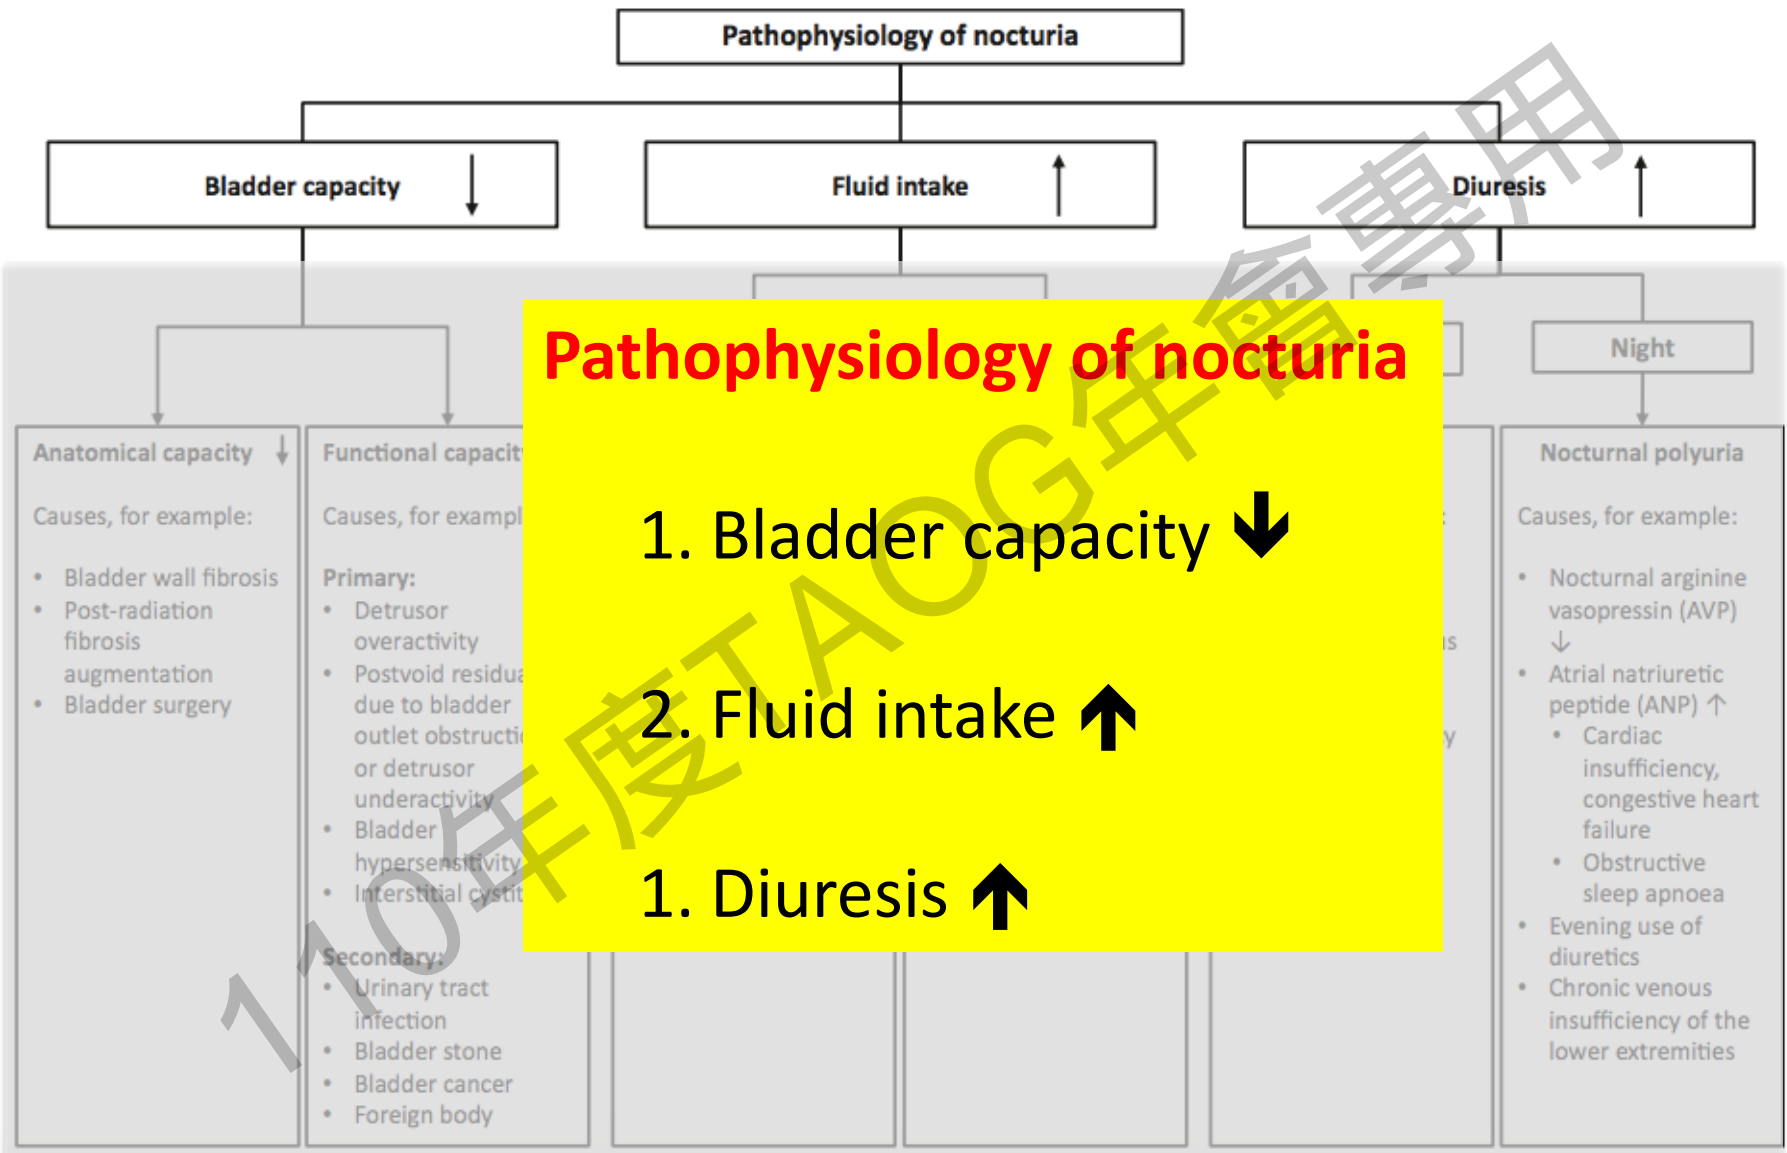 Pathophysiology of nocturia
Bladder capacity ↓
Fluid intake ↑
Diuresis ↑
Night
Anatomical capacity ↓
Causes, for example:
• Bladder wall fibrosis
• Post-radiation
fibrosis
augmentation
• Bladder surgery
Functional
Causes, for
Primary:
• Detrusor
overactivity
• Postvoid
due to bladder
outlet
or detrusor
underactivity
• Bladder
hypersensitivity
• Interstitial
Secondary:
• Urinary tract
infection
• Bladder stone
• Bladder cancer
• Foreign body
Pathophysiology of nocturia
1. Bladder capacity ↓
2. Fluid intake ↑
1. Diuresis ↑
Nocturnal polyuria
Causes, for example:
• Nocturnal arginine
vasopressin (AVP)
↓
• Atrial natriuretic
peptide (ANP) ↑
• Cardiac
insufficiency,
congestive heart
failure
• Obstructive
sleep apnoea
• Evening use of
diuretics
• Chronic venous
insufficiency of the
lower extremities
110年度TAOG年會專用